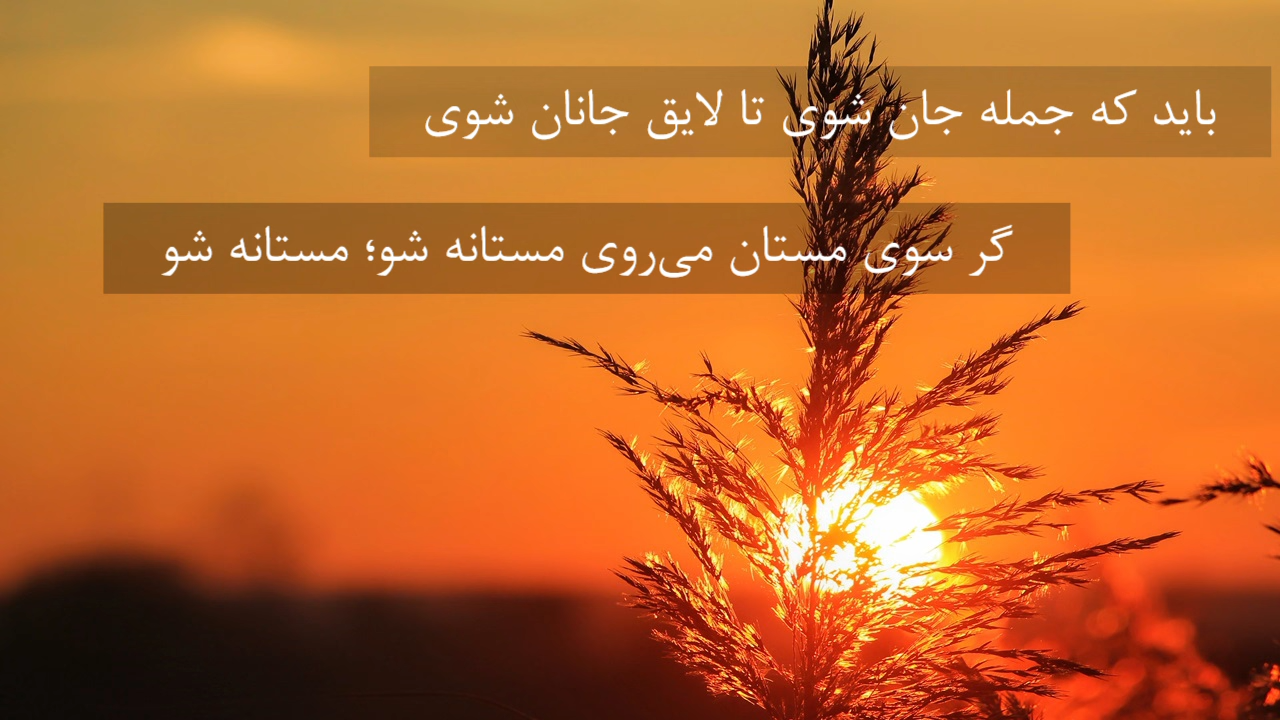 باید که جمله جان شوی تا لایق جانان شوی
گر سوی مستان می‌روی مستانه شو؛ مستانه شو